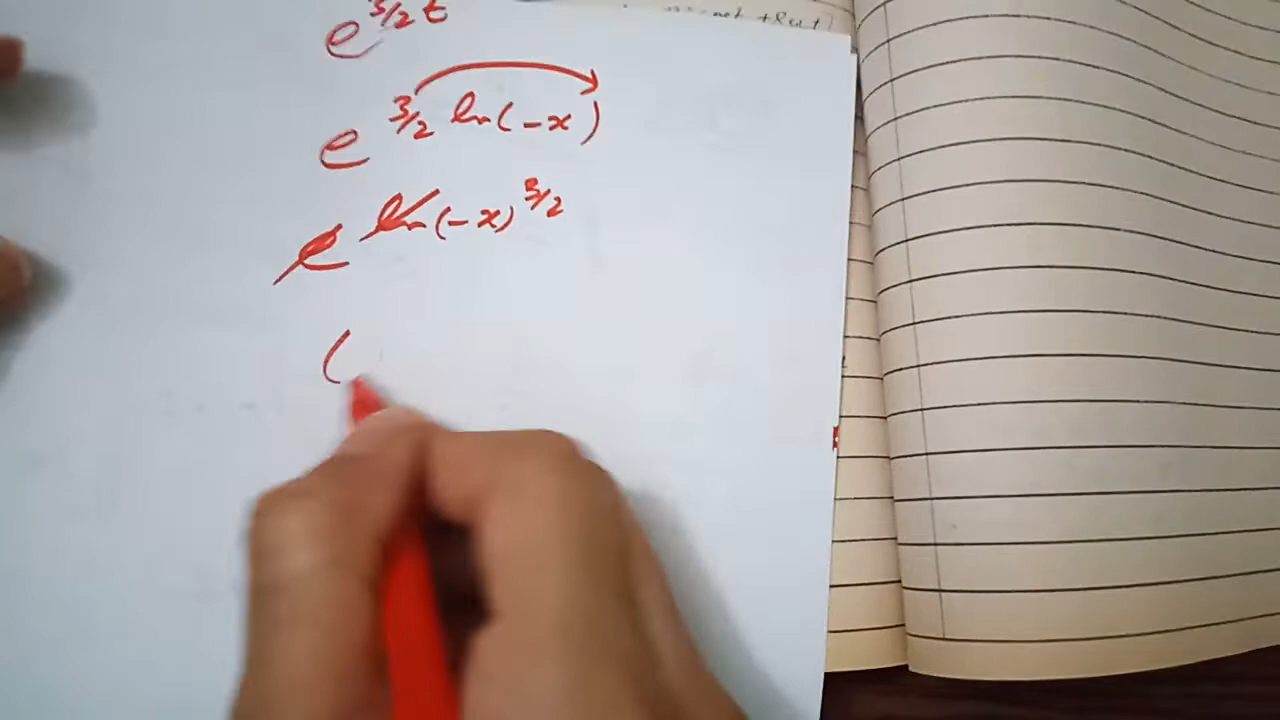 e^{3/2 t}
e^{3/2 ln(-x)}
e^{ln(-x)^{3/2}}
(